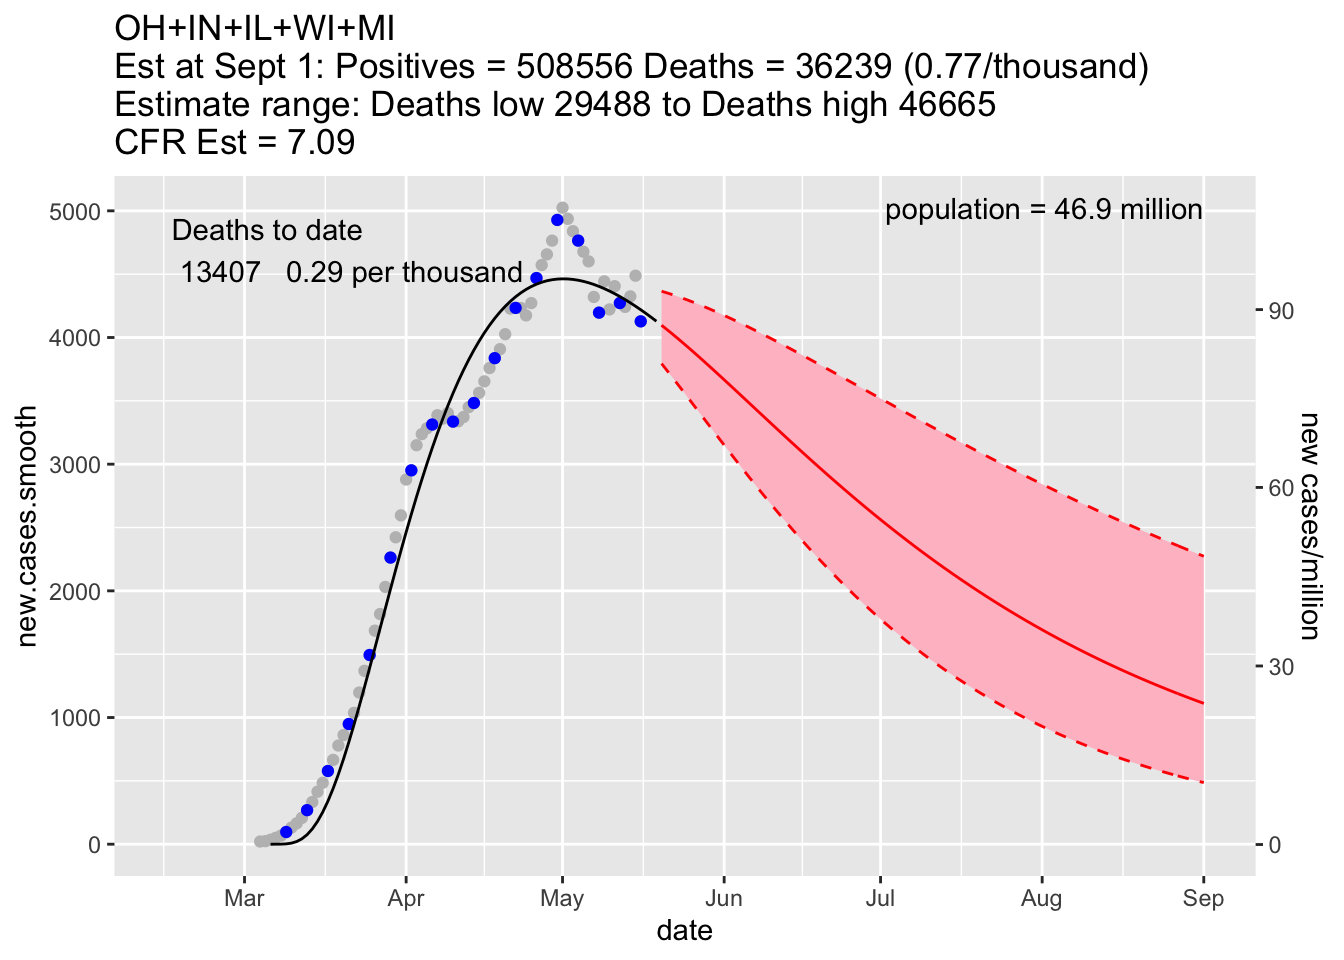 OH+IN+IL+WI+MI
Est at Sept 1: Positives = 508556 Deaths = 36239 (0.77/thousand)
Estimate range: Deaths low 29488 to Deaths high 46665
CFR Est = 7.09
population = 46.9 million
Deaths to date
13407 0.29 per thousand
new.cases.smooth
5000
4000
3000
2000
1000
0
new cases/million
90
60
30
0
Mar Apr May Jun Jul Aug Sep
date